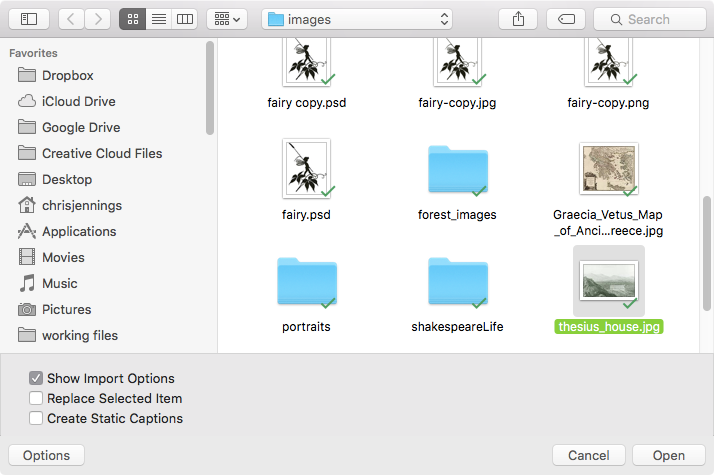 images
Search
Favorites
Dropbox
iCloud Drive
Google Drive
Creative Cloud Files
Desktop
chrisjennings
Applications
Movies
Music
Pictures
working files
fairy copy.psd
fairy-copy.jpg
fairy-copy.png
fairy.psd
forest_images
Graecia_Vetus_Map
_of_Anci...reece.jpg
portraits
shakespeareLife
thesius_house.jpg
Show Import Options
Replace Selected Item
Create Static Captions
Options
Cancel
Open